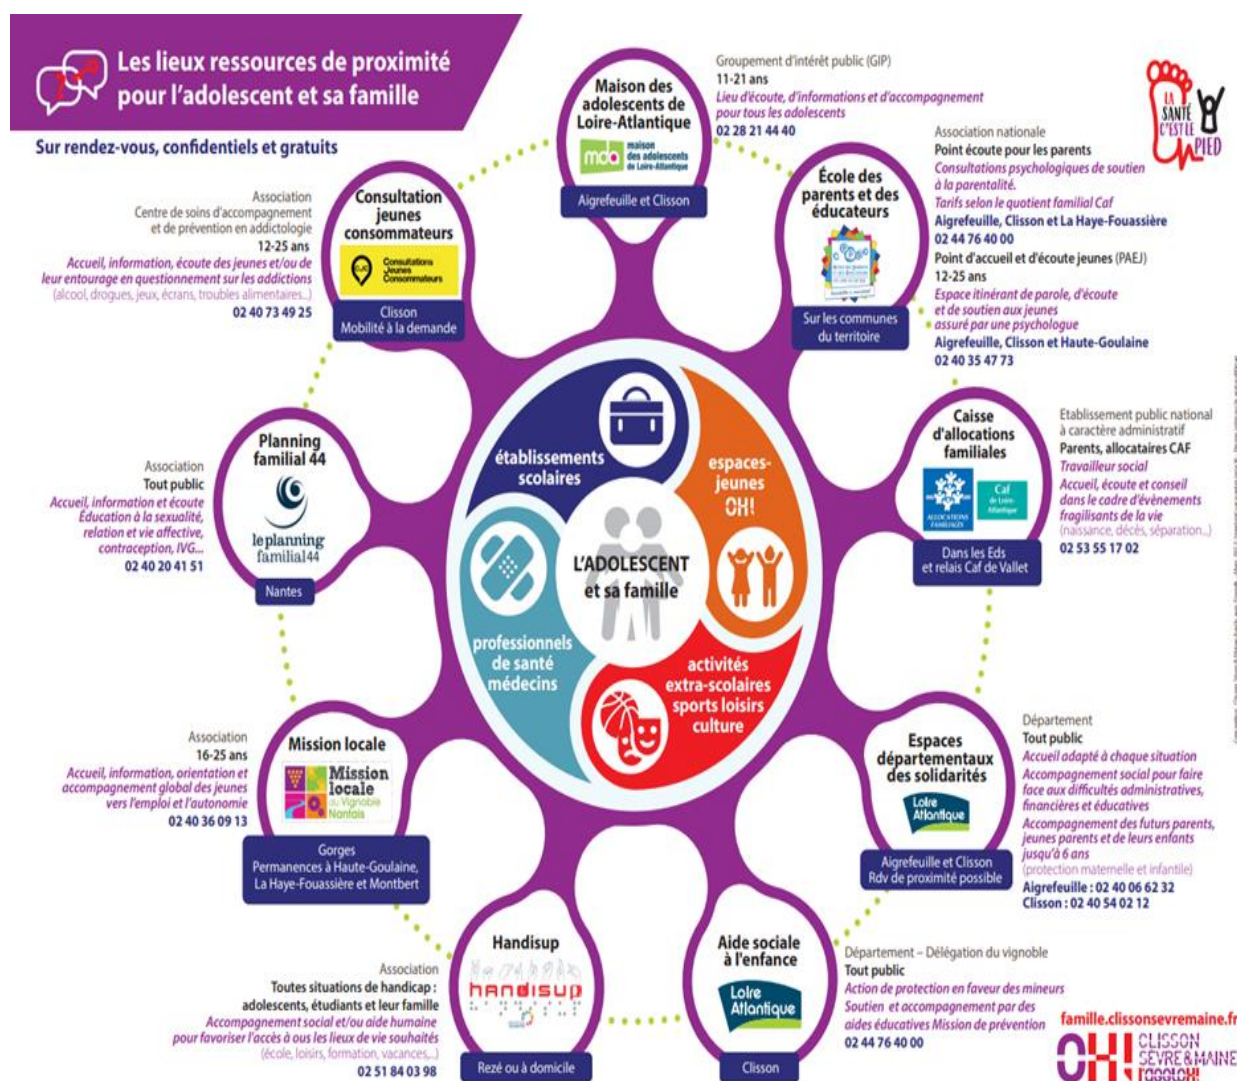 Les lieux ressources de proximité
pour l'adolescent et sa famille
Sur rendez-vous, confidentiels et gratuits
Maison des
adolescents de
Loire-Atlantique
mda maison
des adolescents
de Loire-Atlantique
Aigrefeuille et Clisson
Groupement d'intérêt public (GIP)
11-21 ans
Lieu d'écoute, d'informations et d'accompagnement
pour tous les adolescents
02 28 21 44 40
LA
SANTÉ
C'EST LE
PIED
École des
parents et des
éducateurs
Sur les communes
du territoire
Association nationale
Point écoute pour les parents
Consultations psychologiques de soutien
à la parentalité.
Tarifs selon le quotient familial Caf
Aigrefeuille, Clisson et La Haye-Fouassière
02 44 76 40 00
Point d'accueil et d'écoute jeunes (PAEJ)
12-25 ans
Espace itinérant de parole, d'écoute
et de soutien aux jeunes
assuré par une psychologue
Aigrefeuille, Clisson et Haute-Goulaine
02 40 35 47 73
Caisse
d'allocations
familiales
ALLOCATIONS
FAMILIALES
Caf
de Loire-
Atlantique
Dans les Eds
et relais Caf de Vallet
Etablissement public national
à caractère administratif
Parents, allocataires CAF
Travailleur social
Accueil, écoute et conseil
dans le cadre d'évènements
fragilisants de la vie
(naissance, décès, séparation...)
02 53 55 17 02
Espaces
départementaux
des solidarités
Loire
Atlantique
Aigrefeuille et Clisson
Rdv de proximité possible
Département
Tout public
Accueil adapté à chaque situation
Accompagnement social pour faire
face aux difficultés administratives,
financières et éducatives
Accompagnement des futurs parents,
jeunes parents et de leurs enfants
jusqu'à 6 ans
(protection maternelle et infantile)
Aigrefeuille : 02 40 06 62 32
Clisson : 02 40 54 02 12
Aide sociale
à l'enfance
Loire
Atlantique
Clisson
Département – Délégation du vignoble
Tout public
Action de protection en faveur des mineurs
Soutien et accompagnement par des
aides éducatives Mission de prévention
02 44 76 40 00
Handisup
handisup
Rezé ou à domicile
Association
Toutes situations de handicap :
adolescents, étudiants et leur famille
Accompagnement social et/ou aide humaine
pour favoriser l'accès à ous les lieux de vie souhaités
(école, loisirs, formation, vacances,..)
02 51 84 03 98
Mission locale
Mission
locale
du Vignoble
Nantais
Gorges
Permanences à Haute-Goulaine,
La Haye-Fouassière et Montbert
Association
16-25 ans
Accueil, information, orientation et
accompagnement global des jeunes
vers l'emploi et l'autonomie
02 40 36 09 13
Planning
familial 44
le planning
familial44
Nantes
Association
Tout public
Accueil, information et écoute
Éducation à la sexualité,
relation et vie affective,
contraception, IVG...
02 40 20 41 51
Consultation
jeunes
consommateurs
CJC
Consultations
Jeunes
Consommateurs
Clisson
Mobilité à la demande
Association
Centre de soins d'accompagnement
et de prévention en addictologie
12-25 ans
Accueil, information, écoute des jeunes et/ou de
leur entourage en questionnement sur les addictions
(alcool, drogues, jeux, écrans, troubles alimentaires...)
02 40 73 49 25
établissements
scolaires
espaces-
jeunes
OH!
L'ADOLESCENT
et sa famille
professionnels
de santé
médecins
activités
extra-scolaires
sports loisirs
culture
famille.clissonsevremaine.fr
OH! CLISSON
SÈVRE & MAINE
l'aggloH!